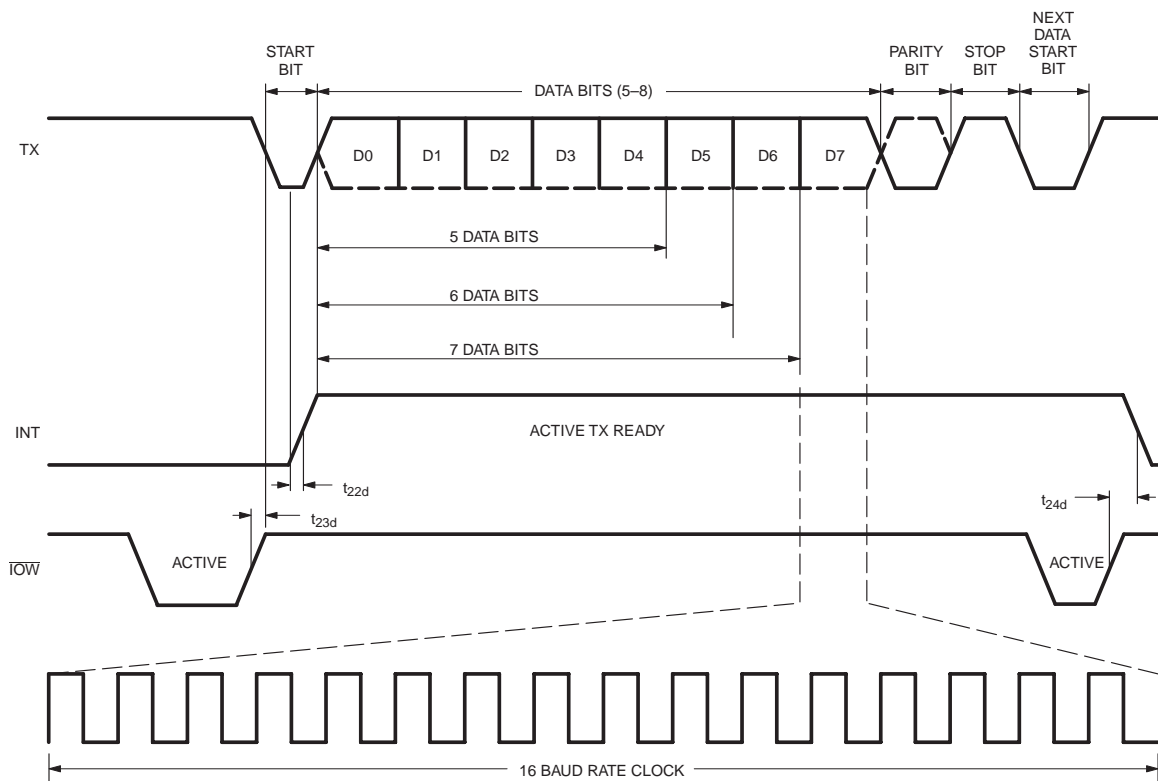 START
BIT
DATA BITS (5–8)
PARITY
BIT
STOP
BIT
NEXT
DATA
START
BIT
TX
D0
D1
D2
D3
D4
D5
D6
D7
5 DATA BITS
6 DATA BITS
7 DATA BITS
INT
ACTIVE TX READY
t22d
t23d
t24d
IOW
ACTIVE
ACTIVE
16 BAUD RATE CLOCK